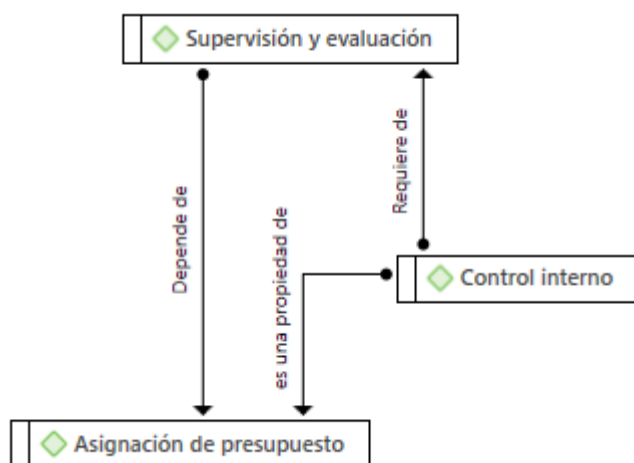 Supervisión y evaluación
Depende de
es una propiedad de
Requiere de
Control interno
Asignación de presupuesto